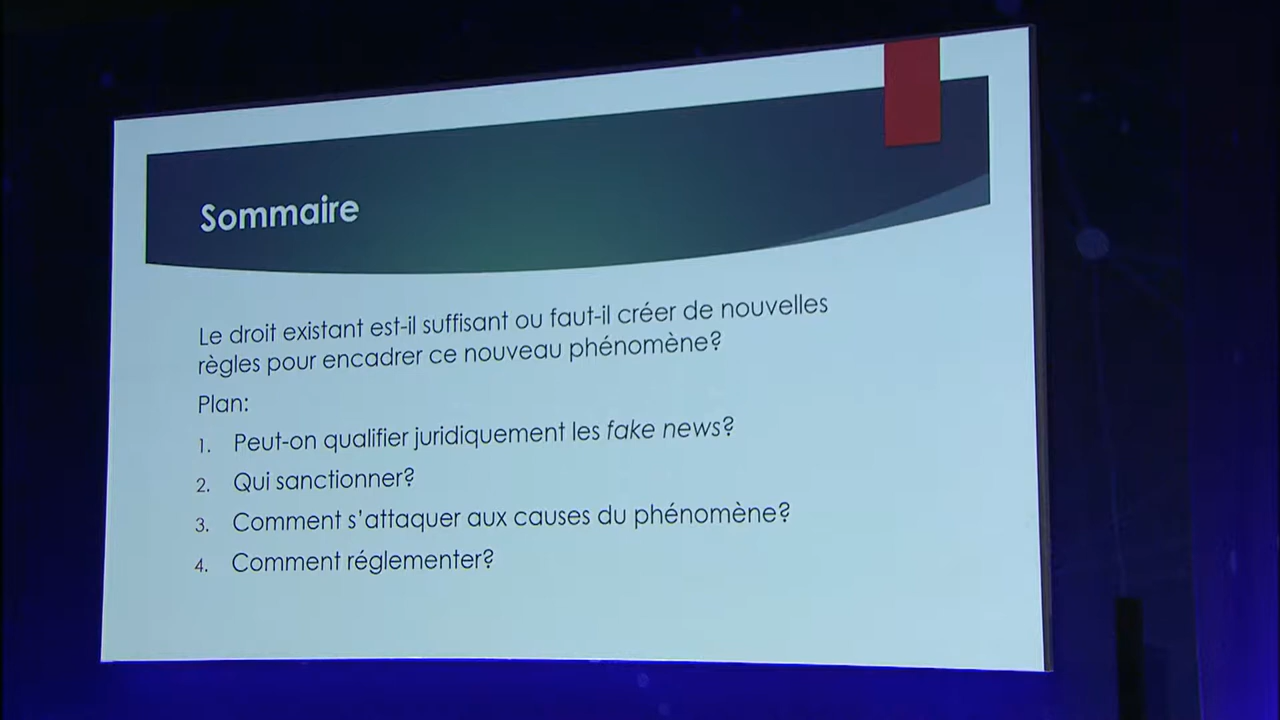 Sommaire
Le droit existant est-il suffisant ou faut-il créer de nouvelles
règles pour encadrer ce nouveau phénomène?
Plan:
1. Peut-on qualifier juridiquement les fake news?
2. Qui sanctionner?
3. Comment s'attaquer aux causes du phénomène?
4. Comment réglementer?